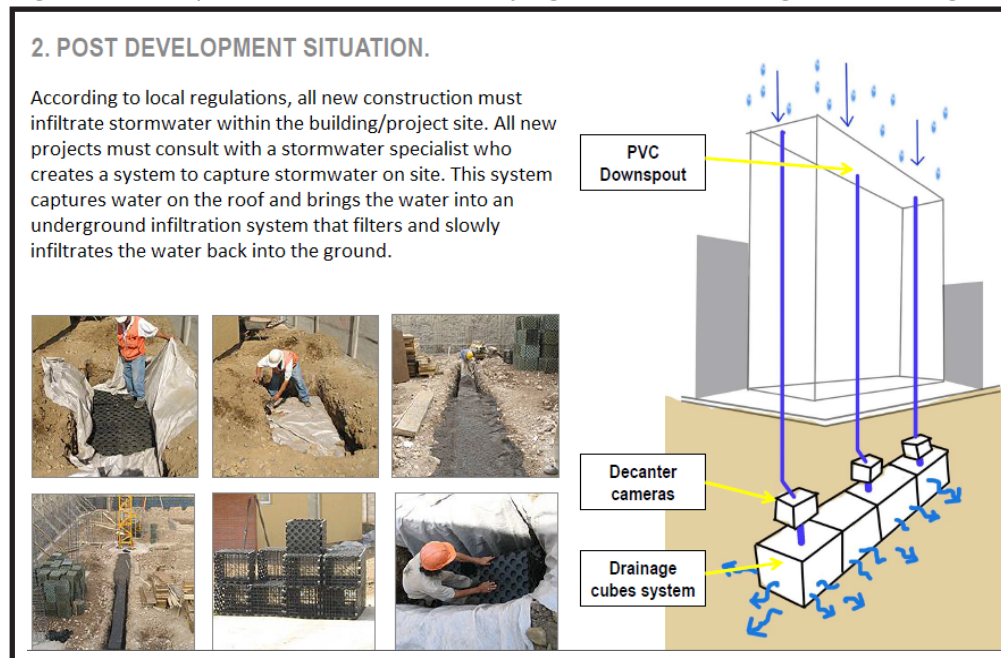 2. POST DEVELOPMENT SITUATION.
According to local regulations, all new construction must
infiltrate stormwater within the building/project site. All new
projects must consult with a stormwater specialist who
creates a system to capture stormwater on site. This system
captures water on the roof and brings the water into an
underground infiltration system that filters and slowly
infiltrates the water back into the ground.
PVC
Downspout
Decanter
cameras
Drainage
cubes system